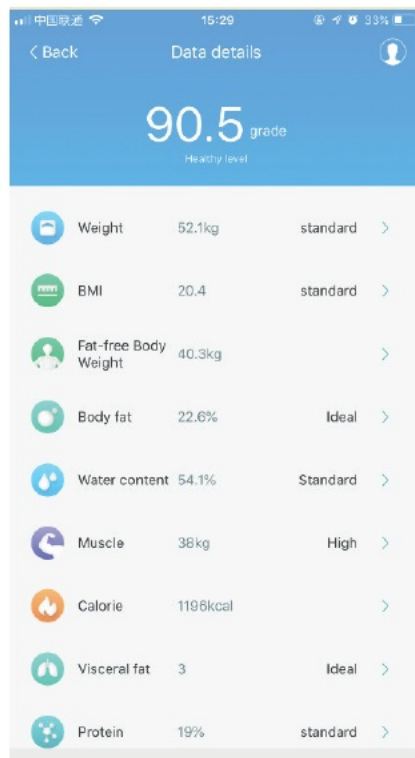 中国联通 15:29 33%
Back Data details
90.5 grade
Healthy level
Weight 52.1kg standard
BMI 20.4 standard
Fat-free Body
Weight 40.3kg
Body fat 22.6% Ideal
Water content 54.1% Standard
Muscle 38kg High
Calorie 1196kcal
Visceral fat 3 Ideal
Protein 19% standard